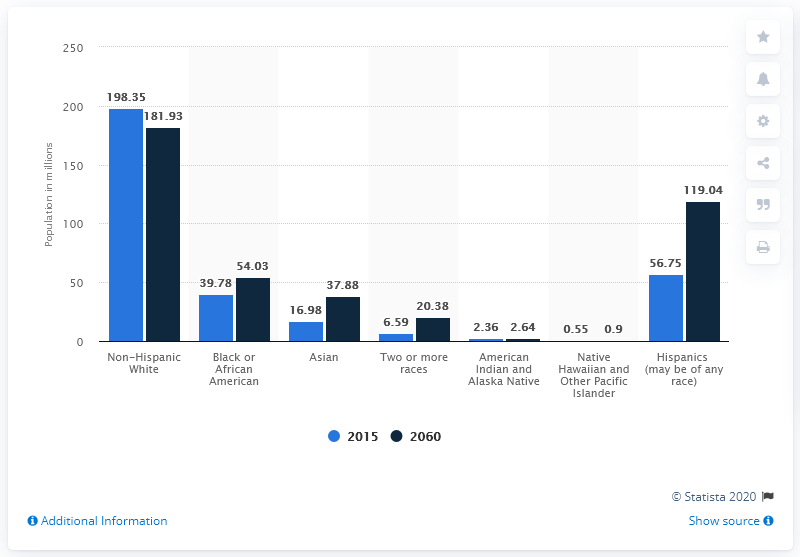 250
200
150
100
50
0
Population in millions
198.35
181.93
39.78
54.03
16.98
37.88
6.59
20.38
2.36
2.64
0.55
0.9
56.75
119.04
Non-Hispanic
White
Black or
African
American
Asian
Two or more
races
American
Indian and
Alaska Native
Native
Hawaiian and
Other Pacific
Islander
Hispanics
(may be of any
race)
2015
2060
© Statista 2020
Additional Information
Show source